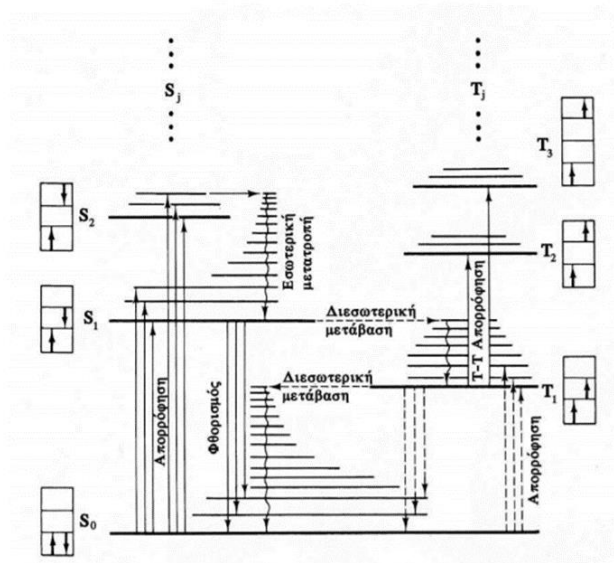 S_j
T_j
T_3
S_2
Εσωτερική
μετατροπή
T_2
S_1
Διεσωτερική
μετάβαση
Τ-Τ Απορρόφηση
Διεσωτερική
μετάβαση
T_1
Απορρόφηση
Φθορισμός
Απορρόφηση
S_0